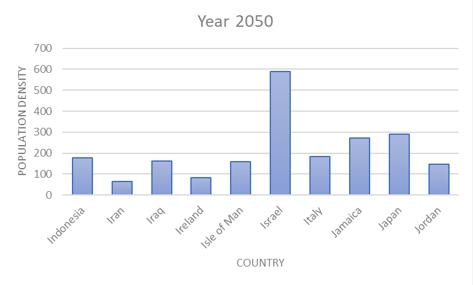 Year 2050
POPULATION DENSITY
700
600
500
400
300
200
100
0
Indonesia
Iran
Iraq
Ireland
Isle of Man
Israel
Italy
Jamaica
Japan
Jordan
COUNTRY